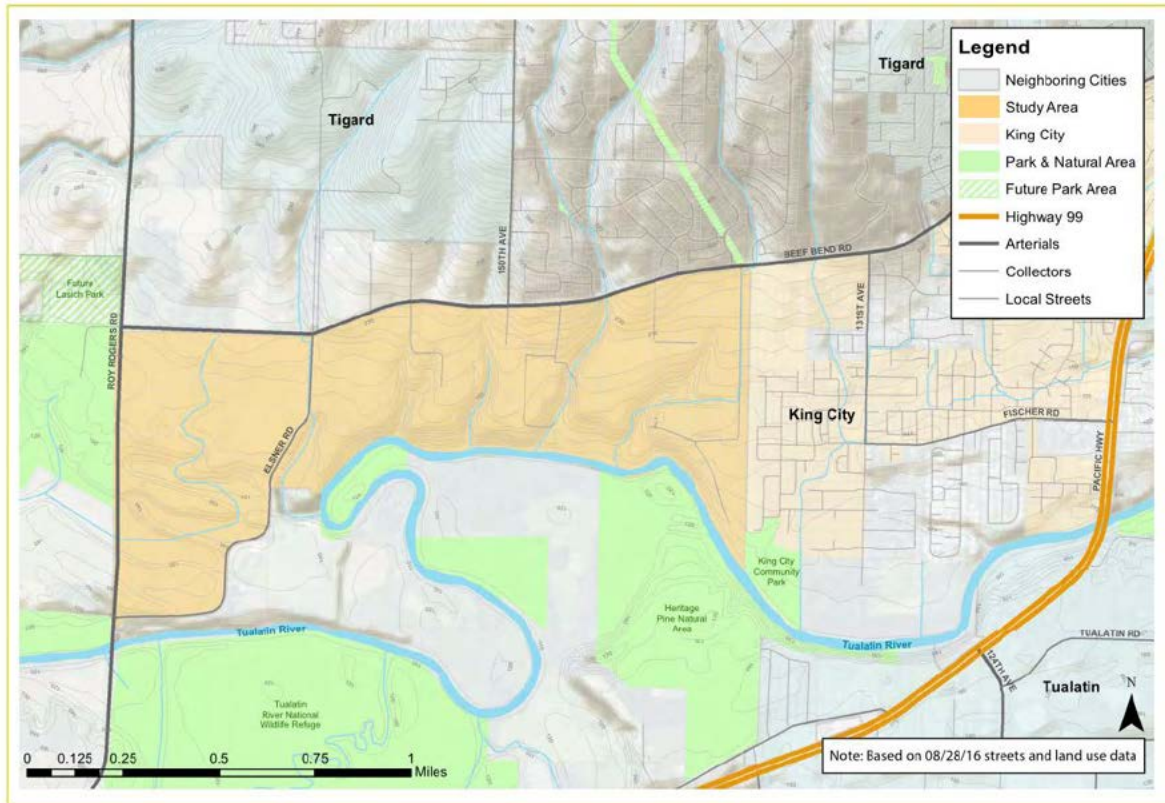 Legend
Neighboring Cities
Study Area
King City
Park & Natural Area
Future Park Area
Highway 99
Arterials
Collectors
Local Streets
Tigard
Tigard
150TH AVE
BEEF BEND RD
131ST AVE
Future
Lasich Park
ROY ROGERS RD
ELSNER RD
King City
FISCHER RD
PACIFIC HWY
King City
Community
Park
Heritage
Pine Natural
Area
Tualatin River
Tualatin River
TUALATIN RD
124TH AVE
Tualatin
N
Tualatin
River National
Wildlife Refuge
0 0.125 0.25 0.5 0.75 1
Miles
Note: Based on 08/28/16 streets and land use data